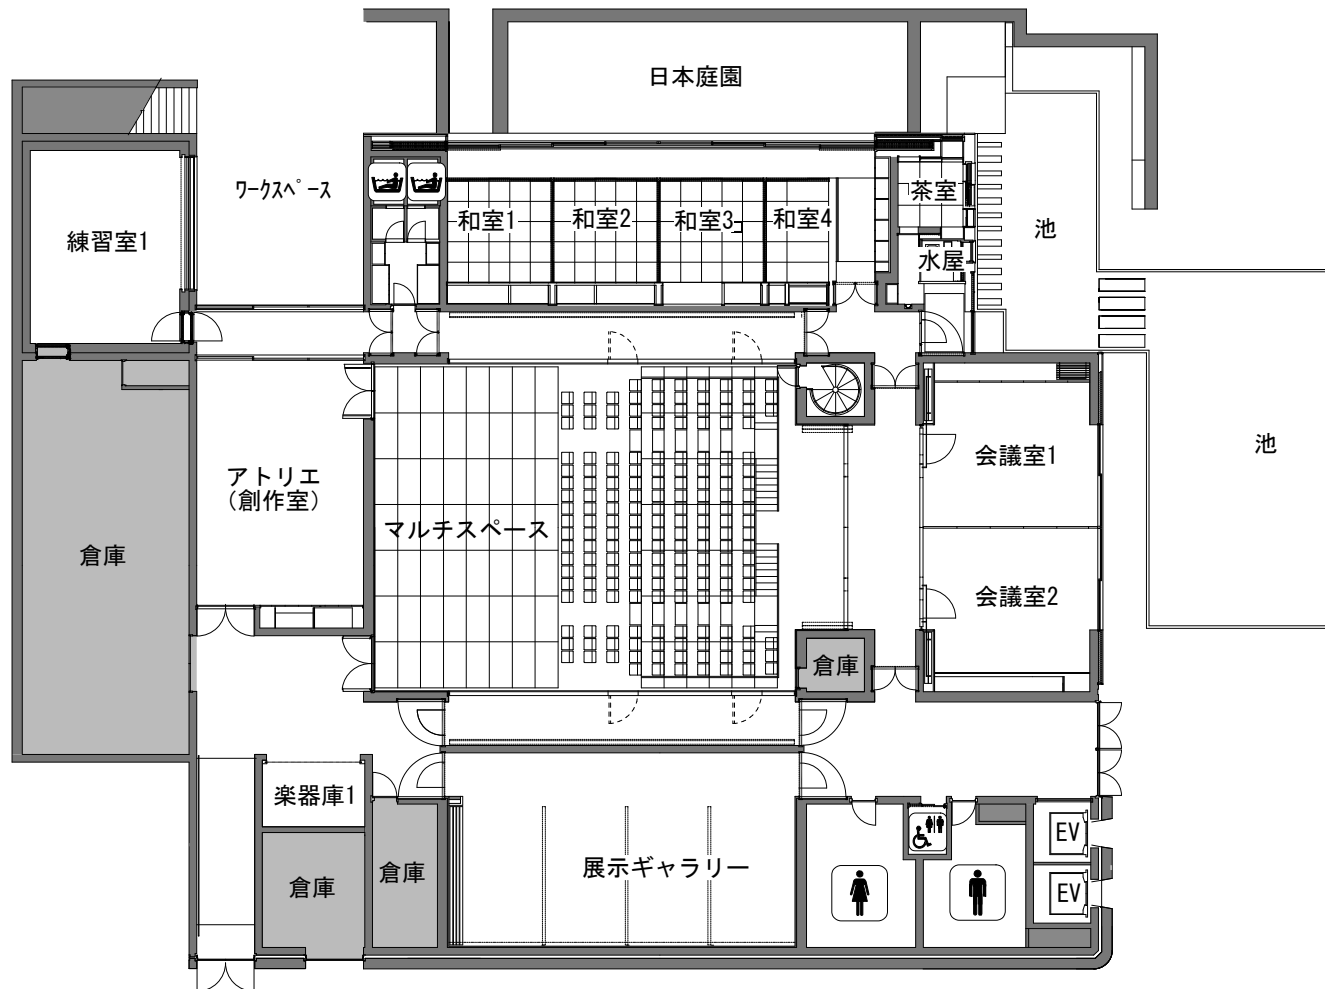 日本庭園
ワークスペース
茶室
練習室1
和室1
和室2
和室3
和室4
池
水屋
アトリエ
(創作室)
マルチスペース
会議室1
池
倉庫
会議室2
倉庫
楽器庫1
EV
倉庫
倉庫
展示ギャラリー
EV